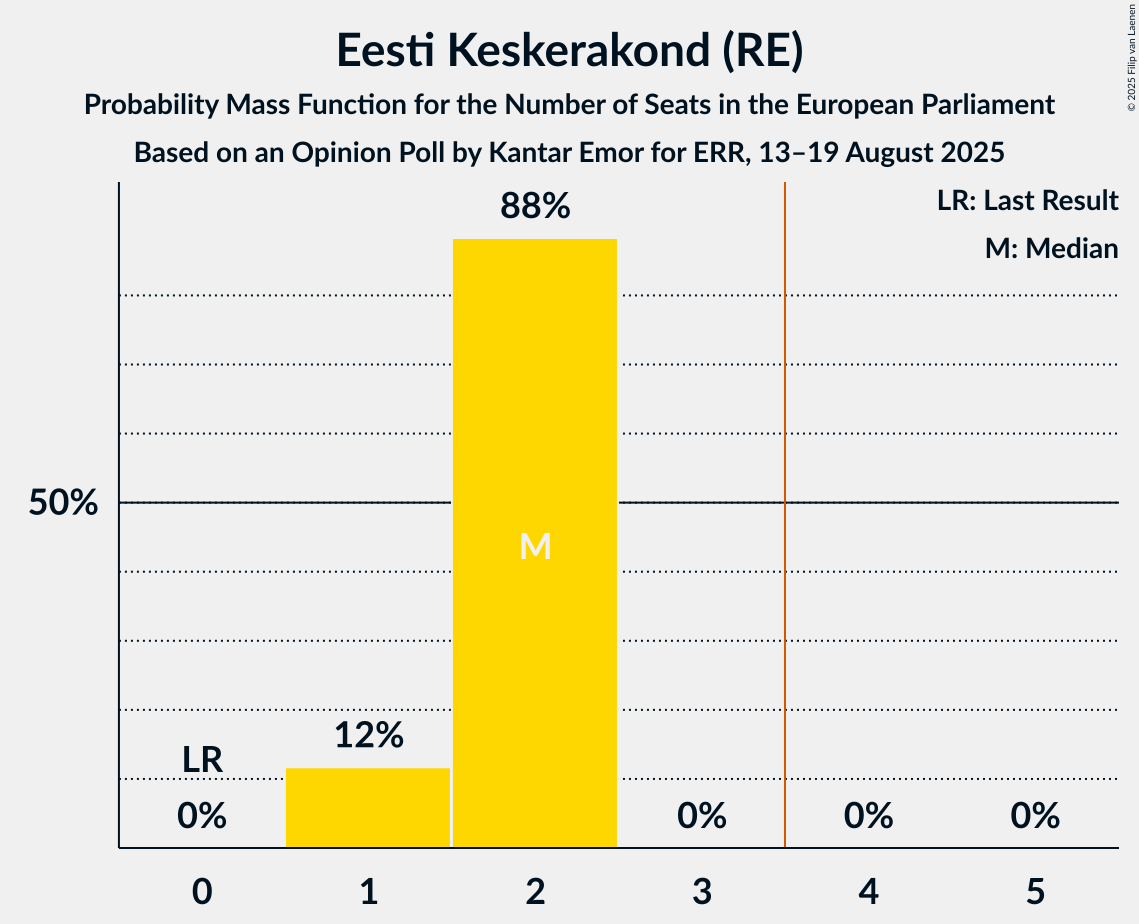 Eesti Keskerakond (RE)
Probability Mass Function for the Number of Seats in the European Parliament
Based on an Opinion Poll by Kantar Emor for ERR, 13–19 August 2025
© 2025 Filip van Laenen
LR: Last Result
M: Median
88%
50%
M
12%
LR
0%
0%
0%
0%
0
1
2
3
4
5